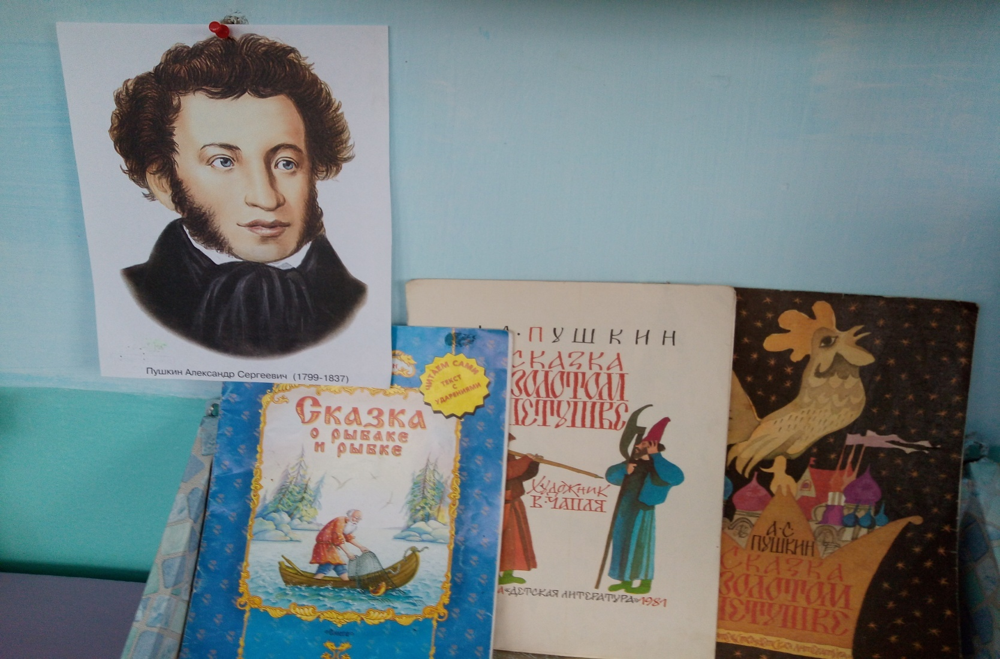 Пушкин Александр Сергеевич (1799-1837)
ЧИТАЕМ САМИ
ТЕКСТ
С
УДАРЕНИЯМИ
Сказка
о рыбаке
и рыбке
А. ПУШКИН
СКАЗКА
ЗОЛОТОМ
ПЕТУШКЕ
ХУДОЖНИК
В. ЧАПЛЯ
«ДЕТСКАЯ ЛИТЕРАТУРА» 1981
А·С
ПУШКИН
СКАЗКА
ЗОЛОТОМ
ПЕТУШКЕ